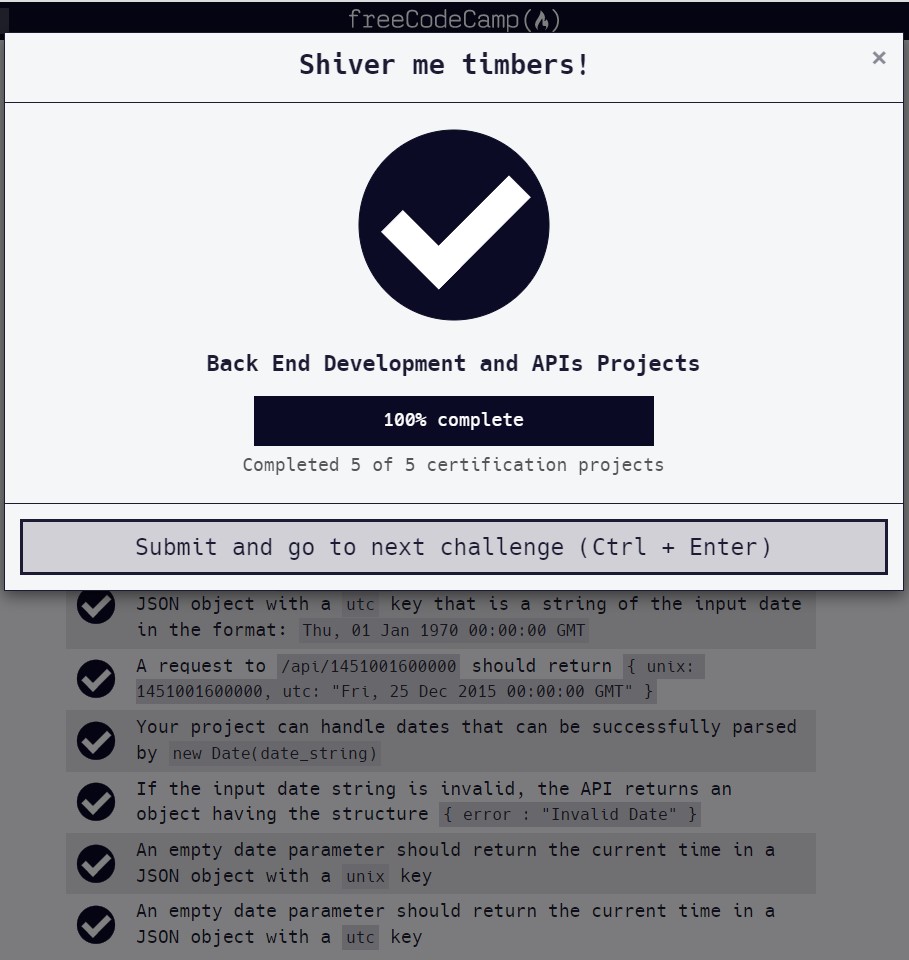 freeCodeCamp(🔥)
Shiver me timbers!
×
Back End Development and APIs Projects
100% complete
Completed 5 of 5 certification projects
Submit and go to next challenge (Ctrl + Enter)
JSON object with a utc key that is a string of the input date
in the format: Thu, 01 Jan 1970 00:00:00 GMT
A request to /api/1451001600000 should return { unix:
1451001600000, utc: "Fri, 25 Dec 2015 00:00:00 GMT" }
Your project can handle dates that can be successfully parsed
by new Date(date_string)
If the input date string is invalid, the API returns an
object having the structure { error : "Invalid Date" }
An empty date parameter should return the current time in a
JSON object with a unix key
An empty date parameter should return the current time in a
JSON object with a utc key